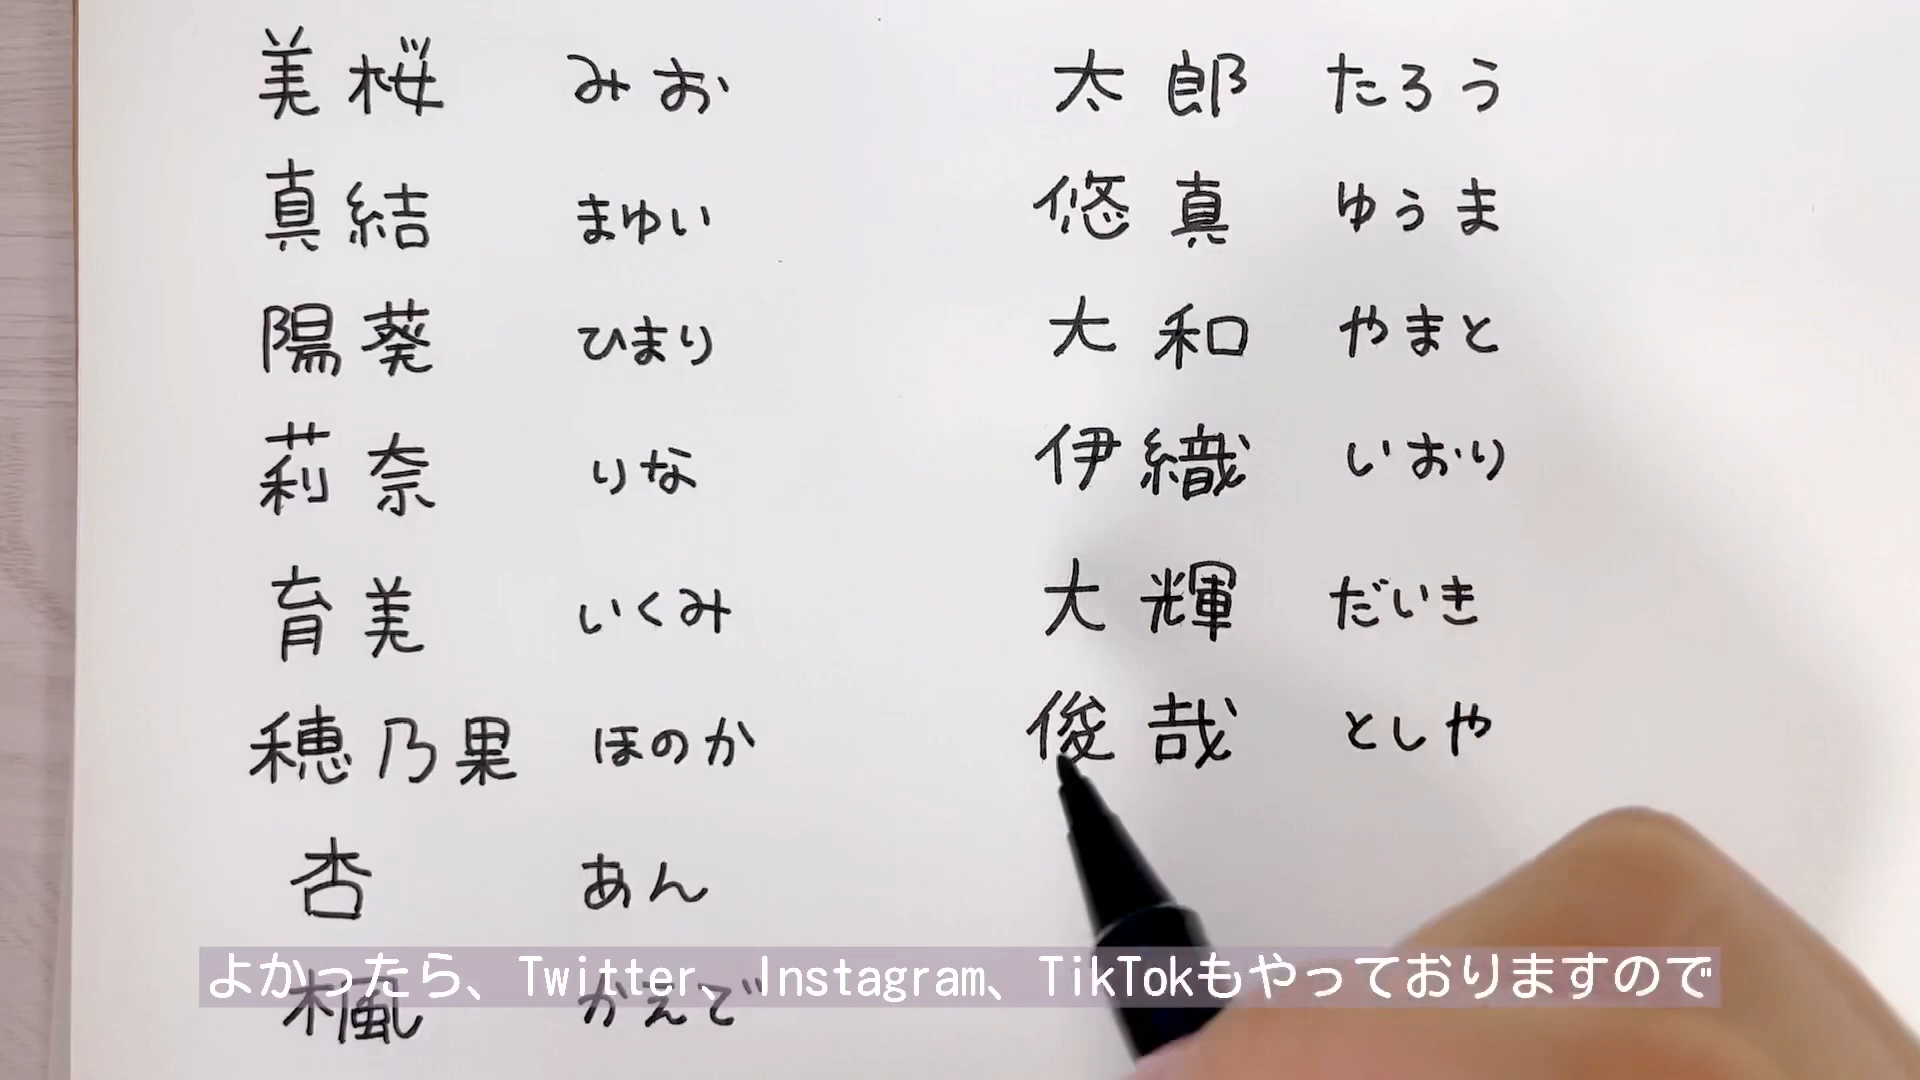 美桜 みお
真結 まゆい
陽葵 ひまり
莉奈 りな
育美 いくみ
穂乃果 ほのか
杏 あん
楓 かえで
太郎 たろう
悠真 ゆうま
大和 やまと
伊織 いおり
大輝 だいき
俊哉 としや
よかったら、Twitter、Instagram、TikTokもやっておりますので